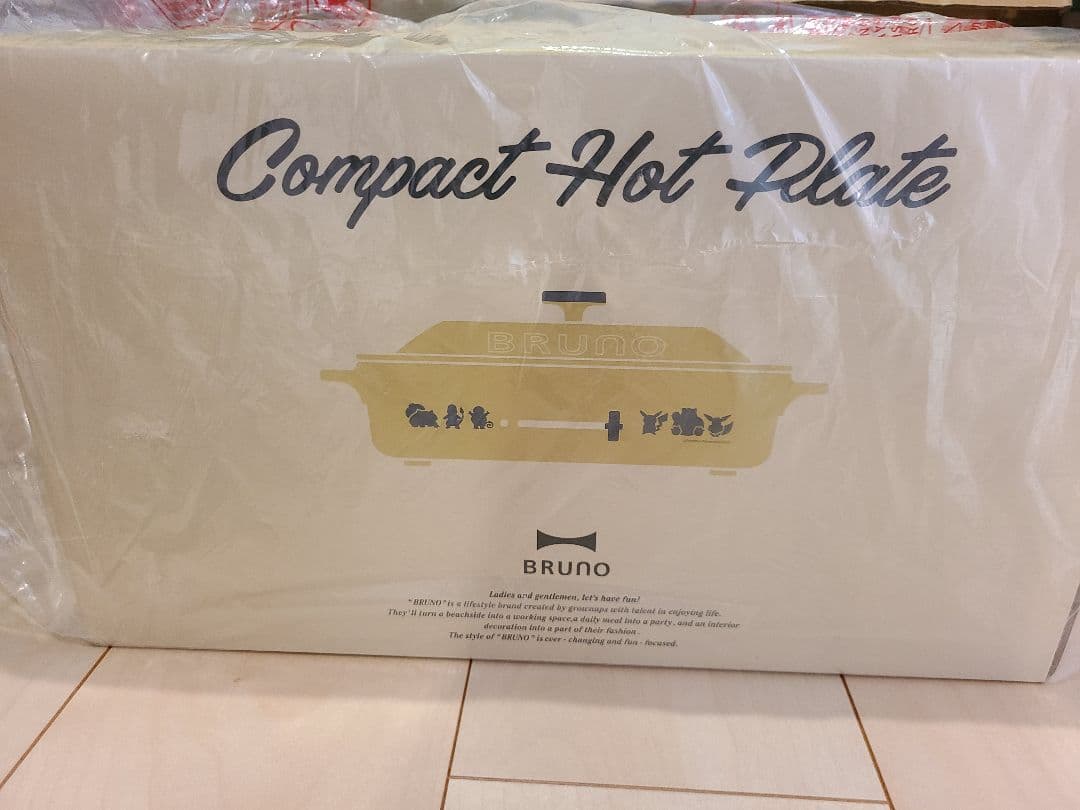 Compact Hot Plate
BRUNO
BRUNO
Ladies and gentlemen, let's have fun!
"BRUNO" is a lifestyle brand created by grownups with talent in enjoying life.
They'll turn a beachside into a working space,a daily meal into a party, and an interior
decoration into a part of their fashion.
The style of "BRUNO" is ever - changing and fun - focused.